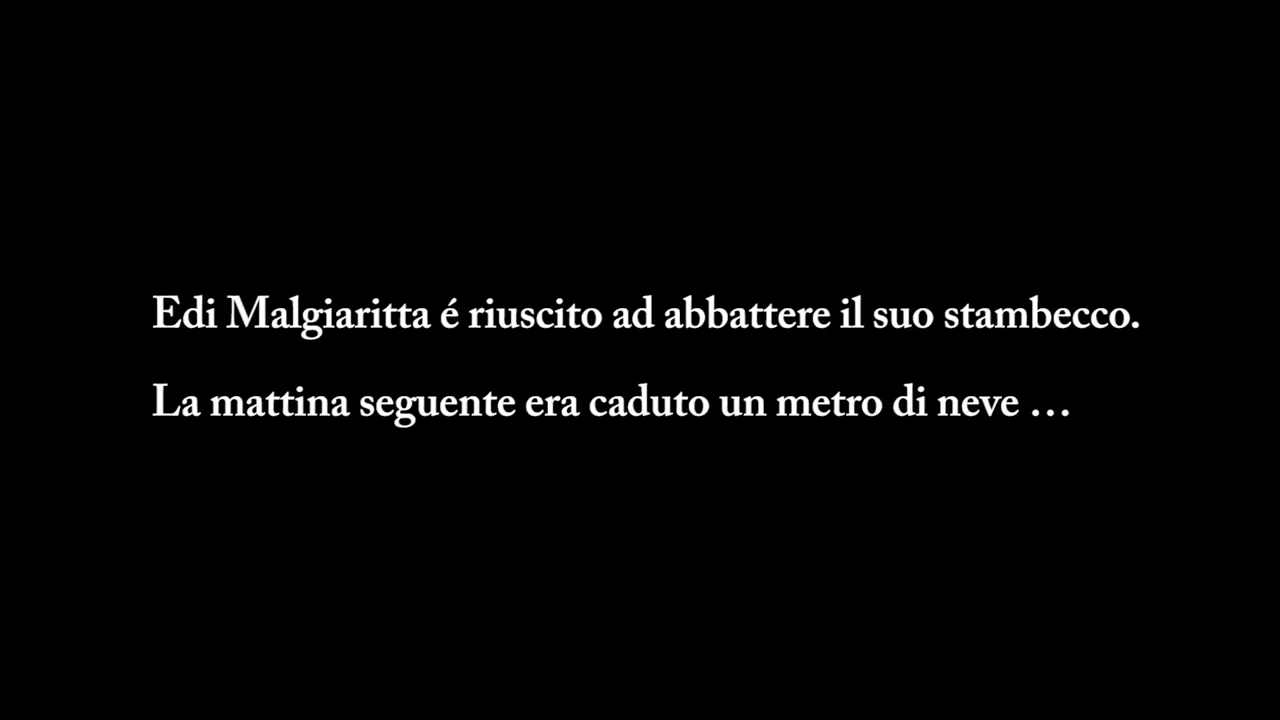 Edi Malgiaritta é riuscito ad abbattere il suo stambecco.
La mattina seguente era caduto un metro di neve …